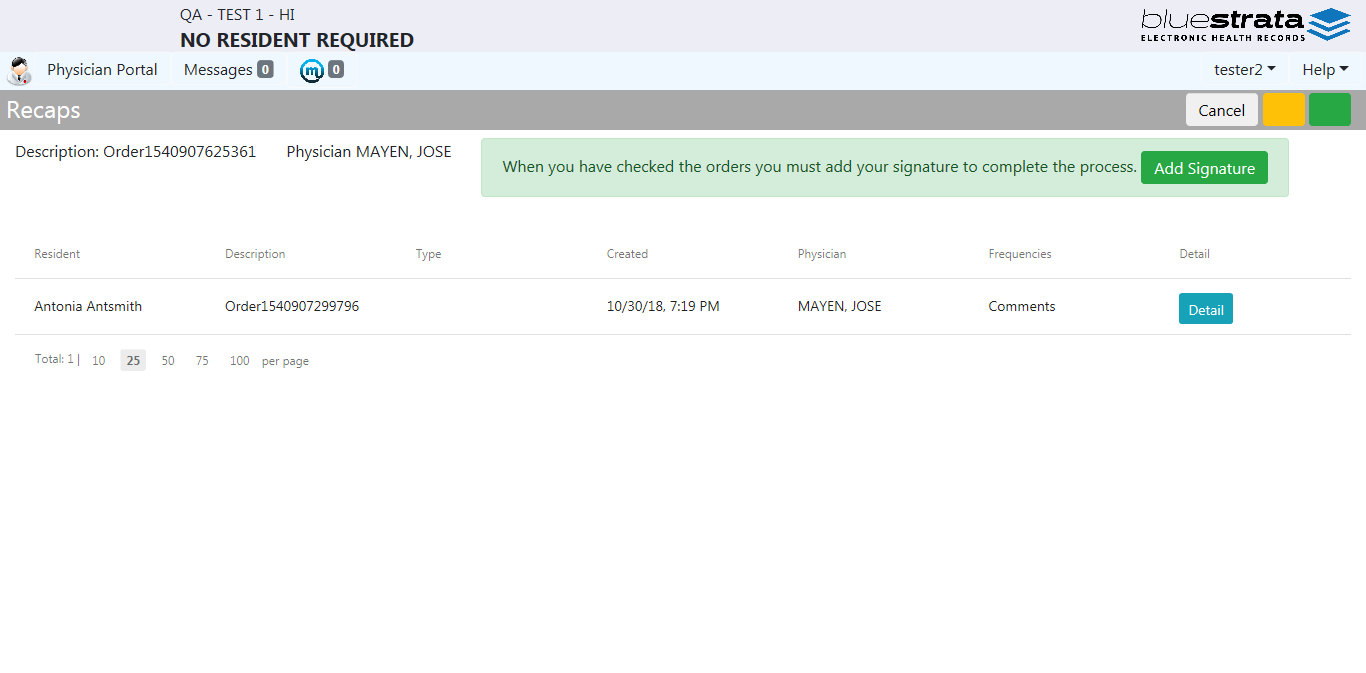 QA - TEST 1 - HI
NO RESIDENT REQUIRED
bluestrata
ELECTRONIC HEALTH RECORDS
Physician Portal Messages 0 m 0 tester2 Help
Recaps Cancel
Description: Order1540907625361 Physician MAYEN, JOSE When you have checked the orders you must add your signature to complete the process. Add Signature
Resident Description Type Created Physician Frequencies Detail
Antonia Antsmith Order1540907299796 10/30/18, 7:19 PM MAYEN, JOSE Comments Detail
Total: 1 | 10 25 50 75 100 per page